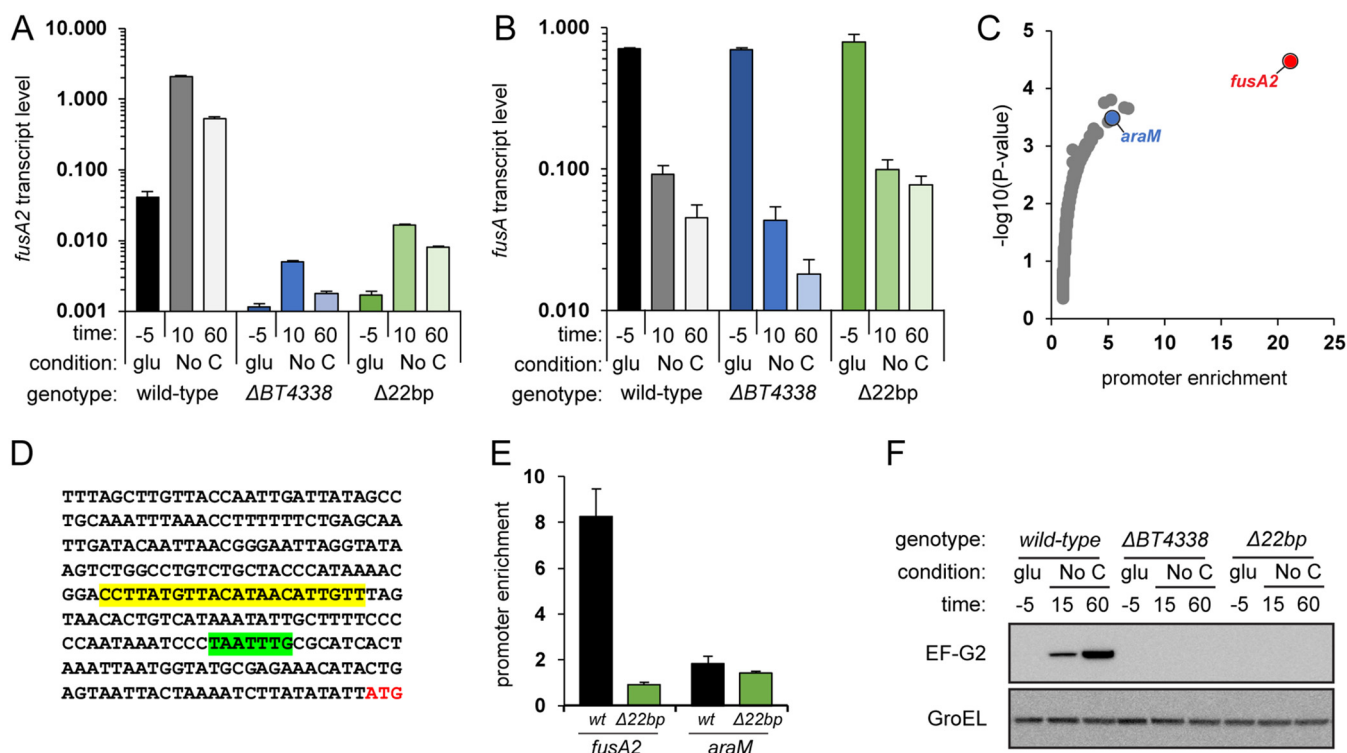 A
10.000
1.000
0.100
0.010
0.001
fusA2 transcript level
time: -5 10 60 -5 10 60 -5 10 60
condition: glu No C glu No C glu No C
genotype: wild-type ΔBT4338 Δ22bp
B
1.000
0.100
0.010
fusA transcript level
time: -5 10 60 -5 10 60 -5 10 60
condition: glu No C glu No C glu No C
genotype: wild-type ΔBT4338 Δ22bp
C
5
4
3
2
1
0
-log10(P-value)
fusA2
araM
0 5 10 15 20 25
promoter enrichment
D
TTTAGCTTGTTACCAATTGATTATAGCC
TGCAAATTTAAACCTTTTTTCTGAGCAA
TTGATACAATTAACGGGAATTAGGTATA
AGTCTGGCCTGTCTGCTACCCATAAAAC
GGACCTTATGTTACATAACATTGTTTAG
TAACACTGTCATAAATATTGCTTTTCCC
CCAATAAATCCCTAATTTGCGCATCACT
AAATTAATGGTATGCGAGAAACATACTG
AGTAATTACTAAAATCTTATATATTATG
E
10
8
6
4
2
0
promoter enrichment
wt Δ22bp wt Δ22bp
fusA2 araM
F
genotype: wild-type ΔBT4338 Δ22bp
condition: glu No C glu No C glu No C
time: -5 15 60 -5 15 60 -5 15 60
EF-G2
GroEL